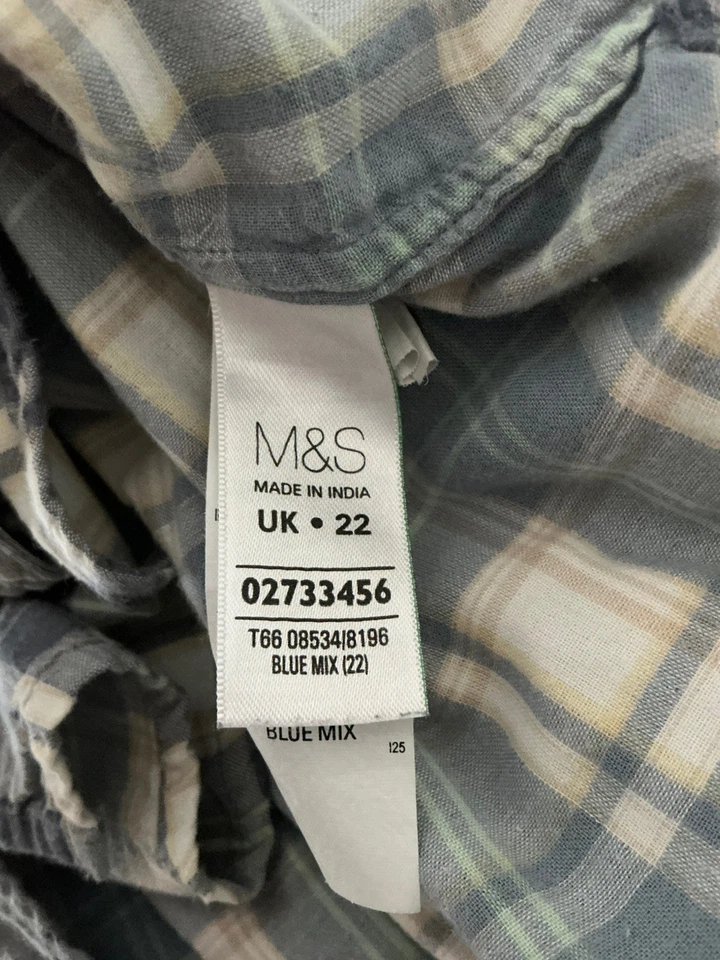 M&S
MADE IN INDIA
UK • 22
02733456
T66 08534/8196
BLUE MIX (22)
BLUE MIX
125